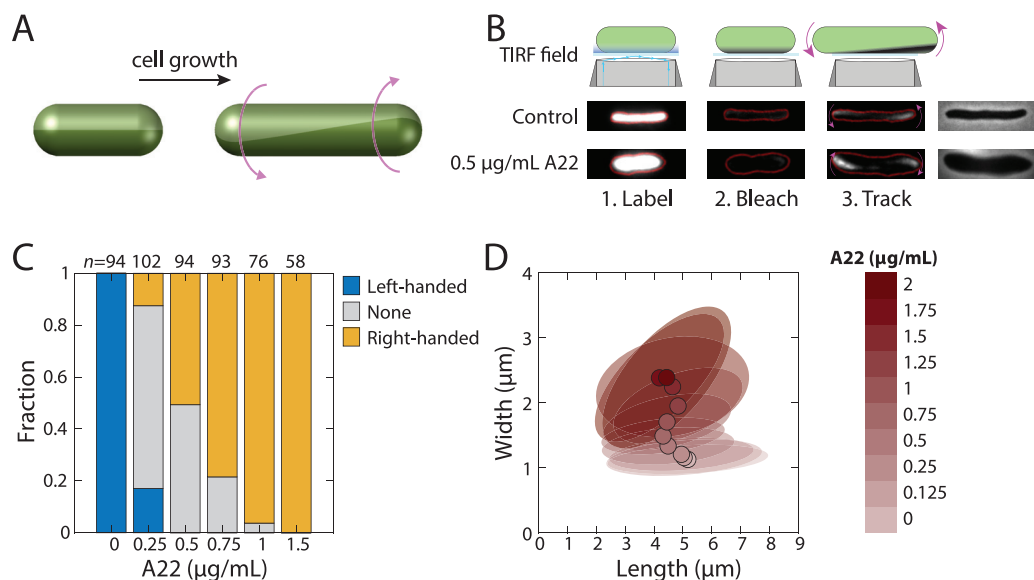 A
cell growth
B
TIRF field
Control
0.5 μg/mL A22
1. Label
2. Bleach
3. Track
C
n=94 102 94 93 76 58
1
0.8
0.6
0.4
0.2
0
Fraction
0 0.25 0.5 0.75 1 1.5
A22 (μg/mL)
Left-handed
None
Right-handed
D
4
3
2
1
0
Width (μm)
0 1 2 3 4 5 6 7 8 9
Length (μm)
A22 (μg/mL)
2
1.75
1.5
1.25
1
0.75
0.5
0.25
0.125
0